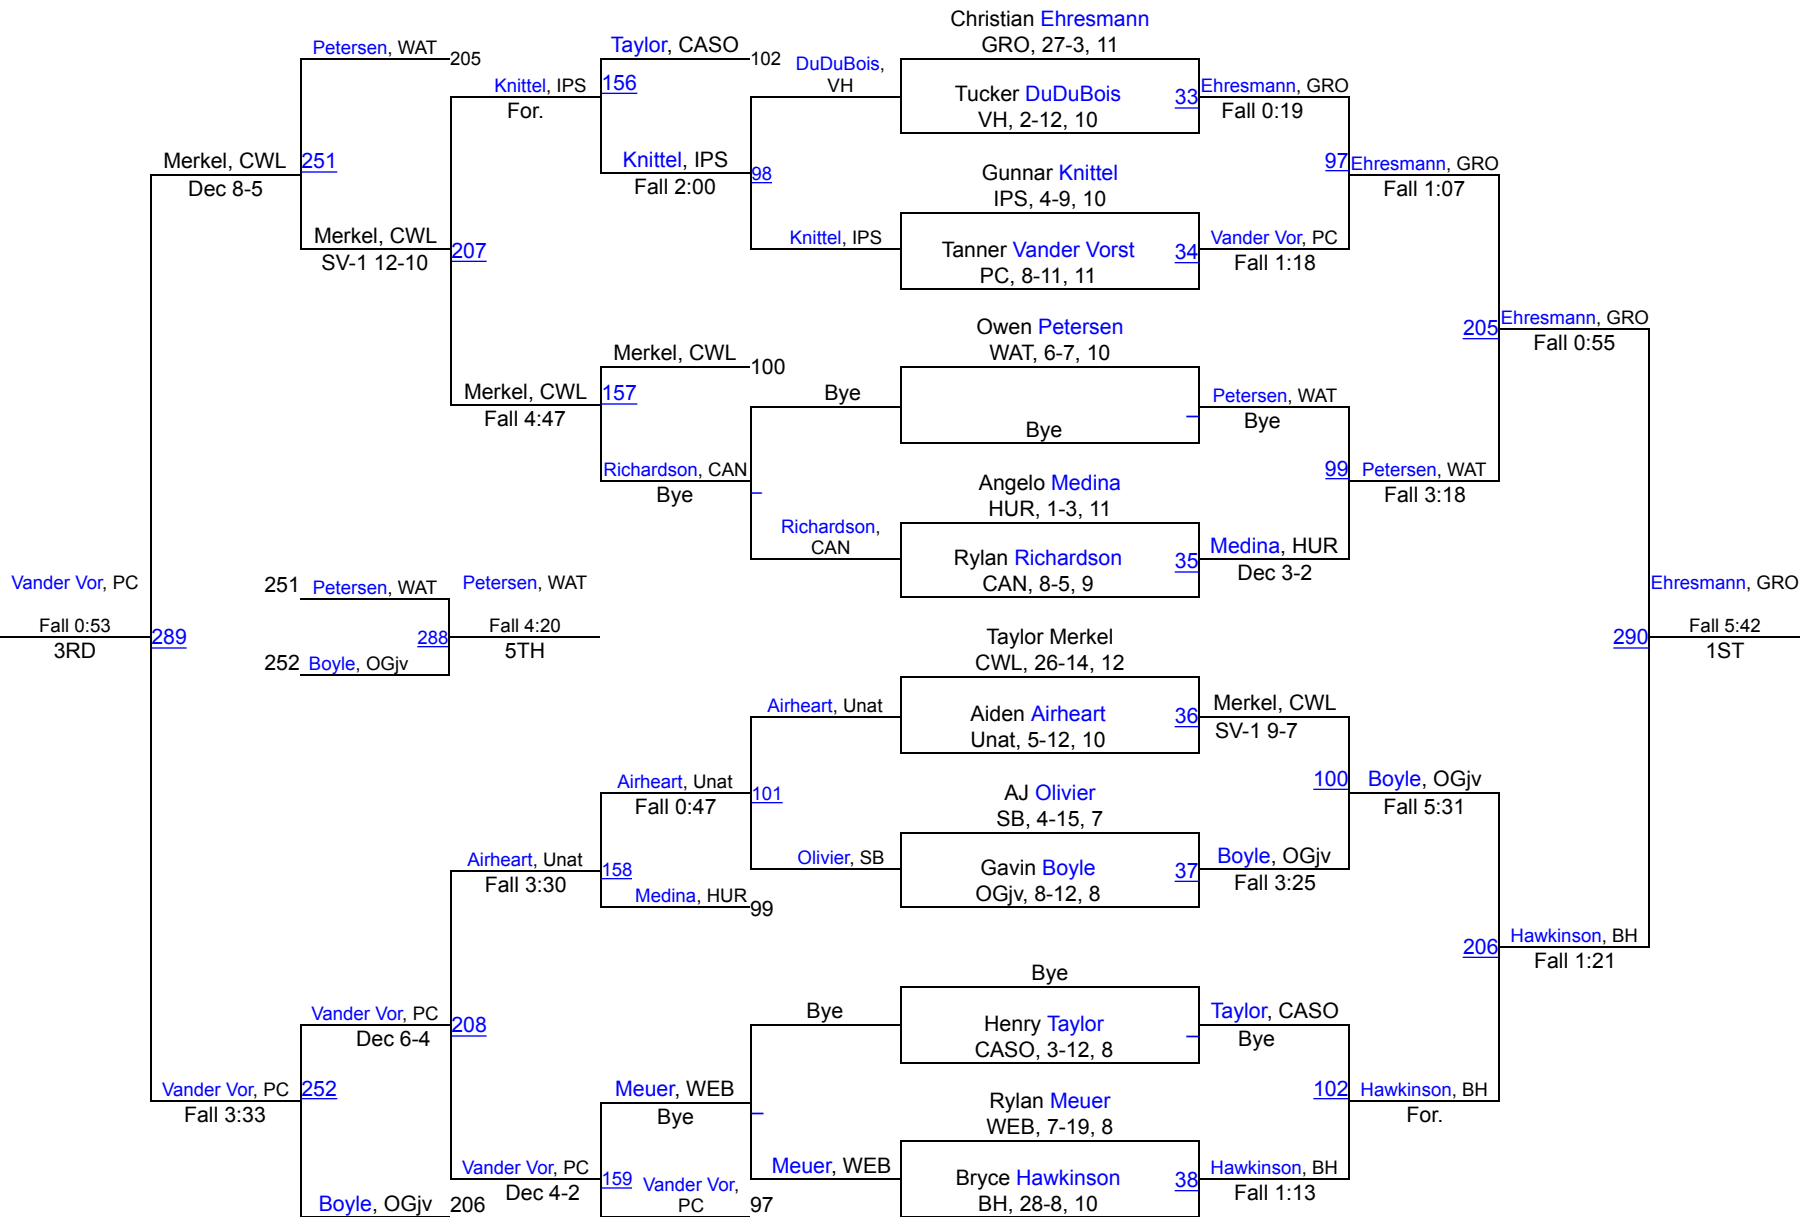 Christian Ehresmann
GRO, 27-3, 11
Tucker DuDuBois
VH, 2-12, 10
33
Gunnar Knittel
IPS, 4-9, 10
Tanner Vander Vorst
PC, 8-11, 11
34
Owen Petersen
WAT, 6-7, 10
Bye
Angelo Medina
HUR, 1-3, 11
Rylan Richardson
CAN, 8-5, 9
35
Taylor Merkel
CWL, 26-14, 12
Aiden Airheart
Unat, 5-12, 10
36
AJ Olivier
SB, 4-15, 7
Gavin Boyle
OGjv, 8-12, 8
37
Bye
Henry Taylor
CASO, 3-12, 8
Rylan Meuer
WEB, 7-19, 8
Bryce Hawkinson
BH, 28-8, 10
38
Ehresmann, GRO
Fall 0:19
97
Vander Vor, PC
Fall 1:18
Petersen, WAT
Bye
99
Medina, HUR
Dec 3-2
Merkel, CWL
SV-1 9-7
100
Boyle, OGjv
Fall 3:25
Taylor, CASO
Bye
102
Hawkinson, BH
Fall 1:13
Ehresmann, GRO
Fall 1:07
205
Petersen, WAT
Fall 3:18
Boyle, OGjv
Fall 5:31
206
Hawkinson, BH
For.
Ehresmann, GRO
Fall 0:55
290
Hawkinson, BH
Fall 1:21
Ehresmann, GRO
Fall 5:42
1ST
DuDuBois,
VH
98
Knittel, IPS
Bye
Richardson,
CAN
Airheart, Unat
101
Olivier, SB
Bye
Meuer, WEB
Taylor, CASO
102
156
Knittel, IPS
Fall 2:00
Merkel, CWL
100
157
Richardson, CAN
Bye
Airheart, Unat
Fall 0:47
158
Medina, HUR
99
Meuer, WEB
Bye
159
Vander Vor,
PC
97
Knittel, IPS
For.
207
Merkel, CWL
Fall 4:47
Airheart, Unat
Fall 3:30
208
Vander Vor, PC
Dec 4-2
Petersen, WAT
205
251
Merkel, CWL
SV-1 12-10
Vander Vor, PC
Dec 6-4
252
Boyle, OGjv
206
Merkel, CWL
Dec 8-5
289
Vander Vor, PC
Fall 3:33
Vander Vor, PC
Fall 0:53
3RD
251
Petersen, WAT
288
252
Boyle, OGjv
Petersen, WAT
Fall 4:20
5TH